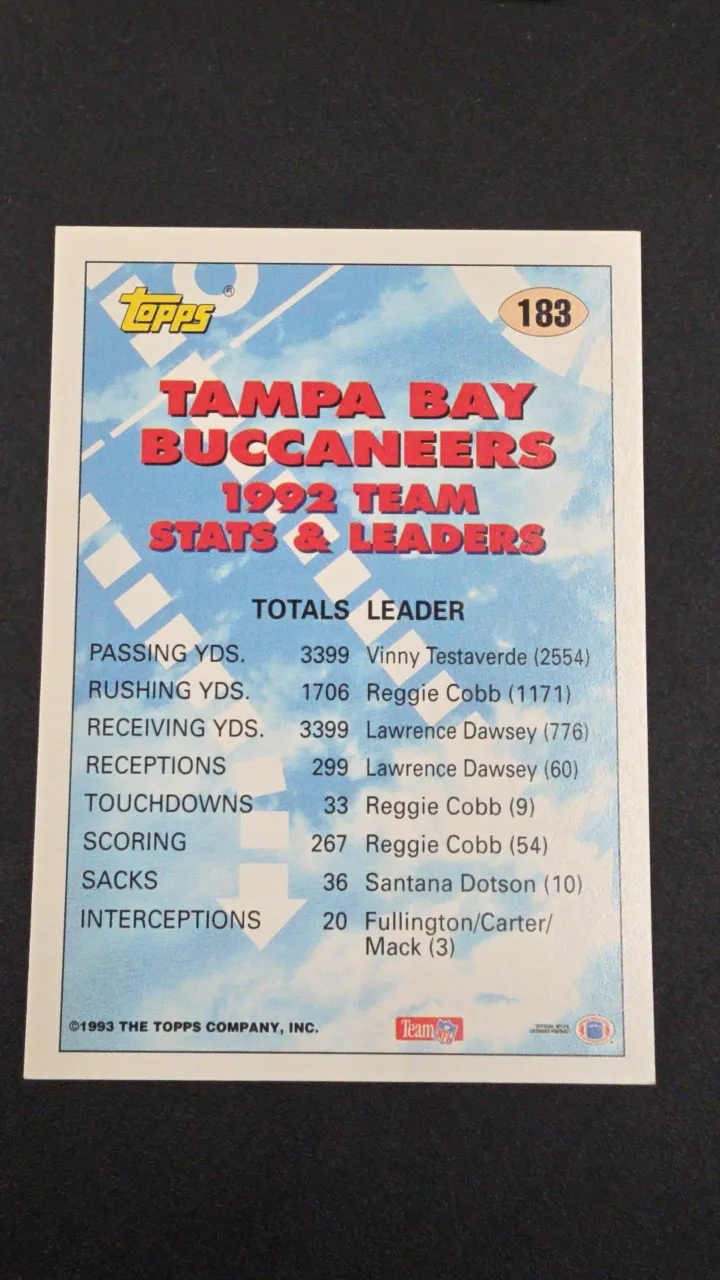 Topps ®
183
TAMPA BAY
BUCCANEERS
1992 TEAM
STATS & LEADERS
TOTALS LEADER
PASSING YDS. 3399 Vinny Testaverde (2554)
RUSHING YDS. 1706 Reggie Cobb (1171)
RECEIVING YDS. 3399 Lawrence Dawsey (776)
RECEPTIONS 299 Lawrence Dawsey (60)
TOUCHDOWNS 33 Reggie Cobb (9)
SCORING 267 Reggie Cobb (54)
SACKS 36 Santana Dotson (10)
INTERCEPTIONS 20 Fullington/Carter/
Mack (3)
©1993 THE TOPPS COMPANY, INC.
Team NFL